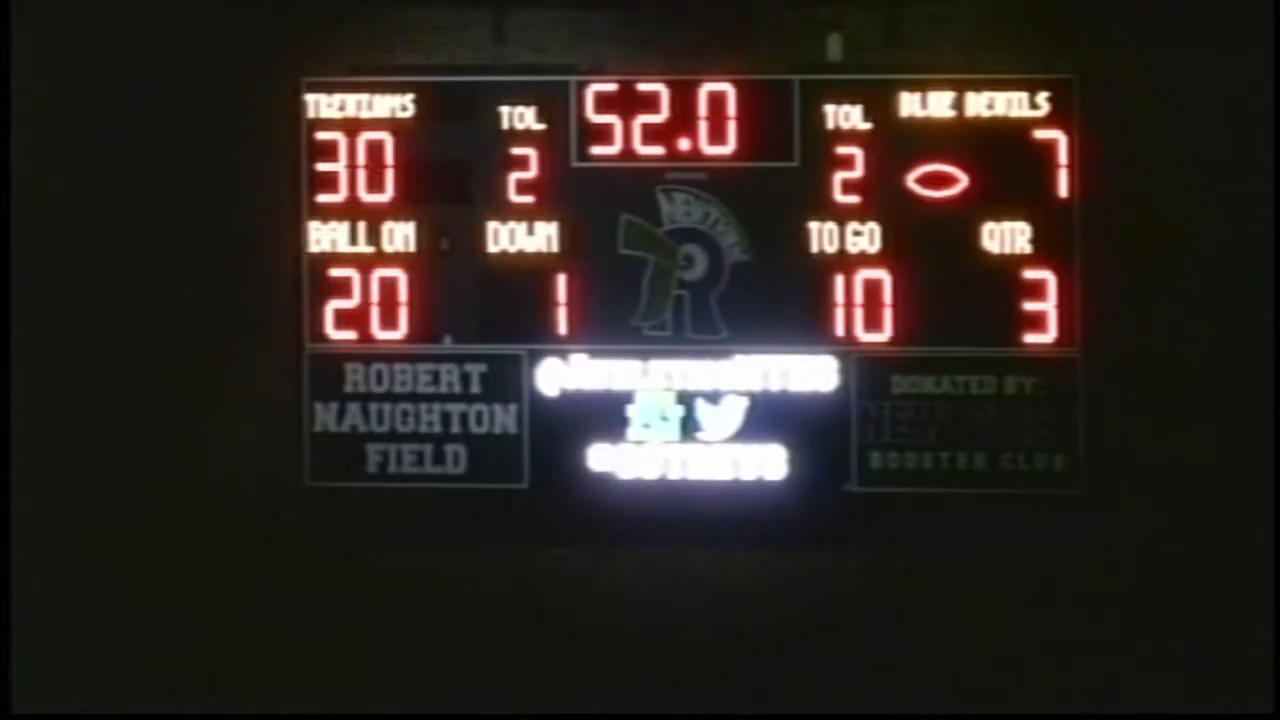 TREVIANS
TOL
52.0
TOL
BLUE DEVILS
30
2
2
7
BALL ON
DOWN
TO GO
QTR
20
1
10
3
ROBERT
NAUGHTON
FIELD
DONATED BY:
BOOSTER CLUB